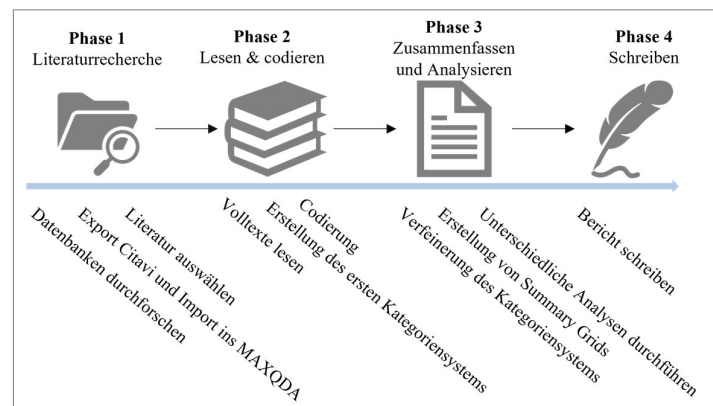 Phase 1
Literaturrecherche
Phase 2
Lesen & codieren
Phase 3
Zusammenfassen
und Analysieren
Phase 4
Schreiben
Datenbanken durchforschen
Export Citavi und Import ins MAXQDA
Literatur auswählen
Volltexte lesen
Erstellung des ersten Kategoriensystems
Codierung
Verfeinerung des Kategoriensystems
Erstellung von Summary Grids
Unterschiedliche Analysen durchführen
Bericht schreiben